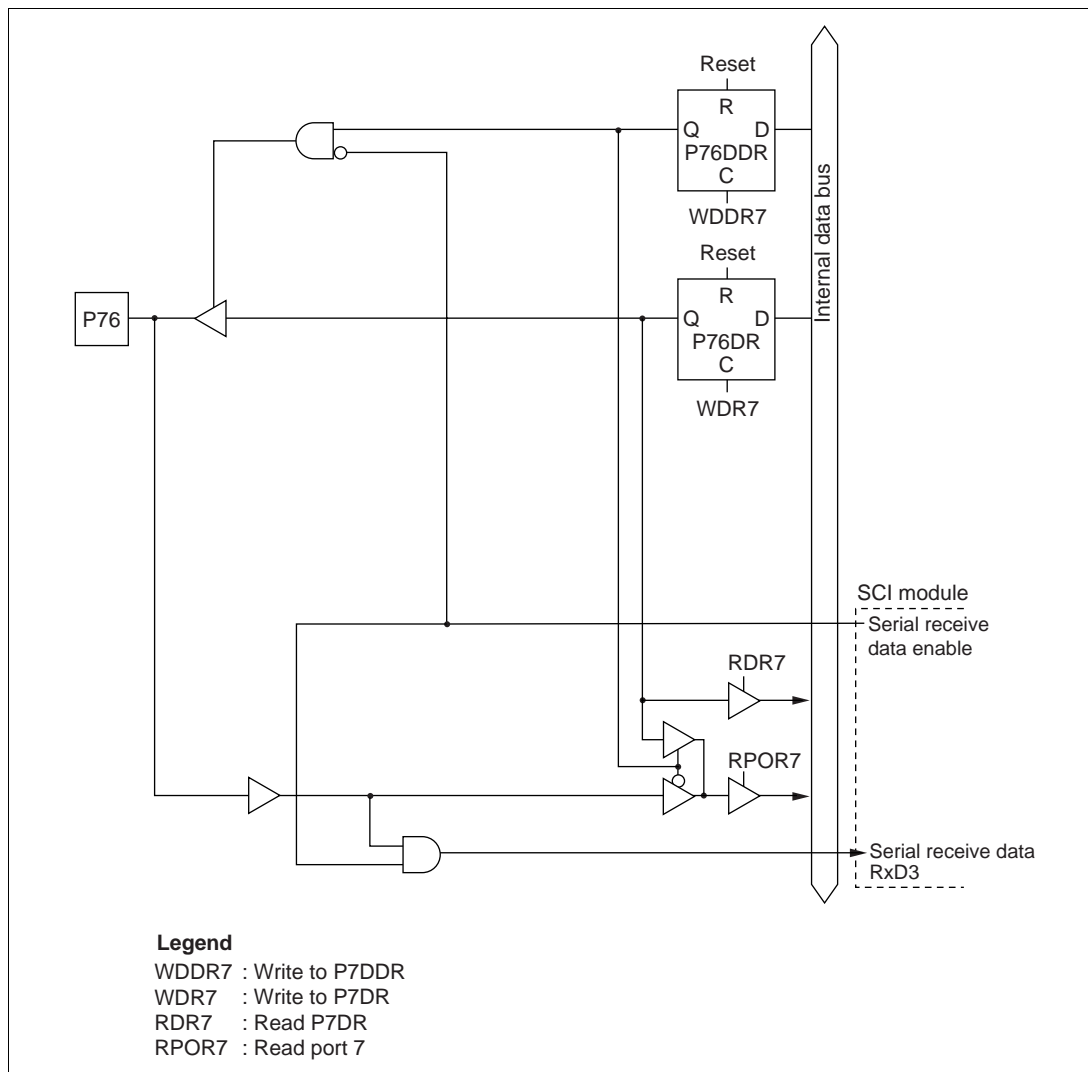 Reset
R
Q D
P76DDR
C
WDDR7
Reset
R
Q D
P76DR
C
WDR7
P76
Internal data bus
SCI module
Serial receive
data enable
RDR7
RPOR7
Serial receive data
RxD3
Legend
WDDR7 : Write to P7DDR
WDR7 : Write to P7DR
RDR7 : Read P7DR
RPOR7 : Read port 7